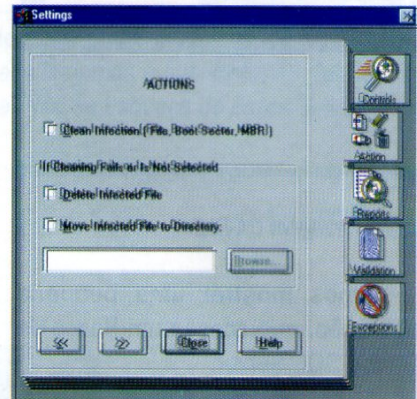 Settings
ACTIONS
Clean Infection ( File, Boot Sector, MBR )
If Cleaning Fails or Is Not Selected
Delete Infected File
Move Infected File to Directory:
Browse...
<<
>>
Close
Help
Controls
Action
Reports
Validation
Exceptions